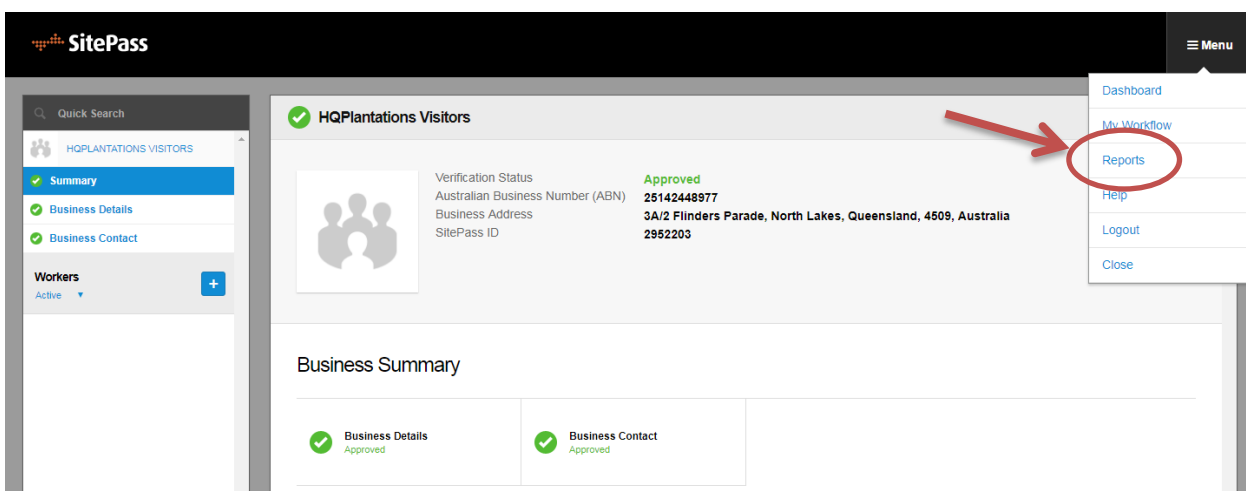 SitePass
Menu
Dashboard
My Workflow
Reports
Help
Logout
Close
Quick Search
HQPLANTATIONS VISITORS
Summary
Business Details
Business Contact
Workers
Active
+
HQPlantations Visitors
Verification Status Approved
Australian Business Number (ABN) 25142448977
Business Address 3A/2 Flinders Parade, North Lakes, Queensland, 4509, Australia
SitePass ID 2952203
Business Summary
Business Details
Approved
Business Contact
Approved